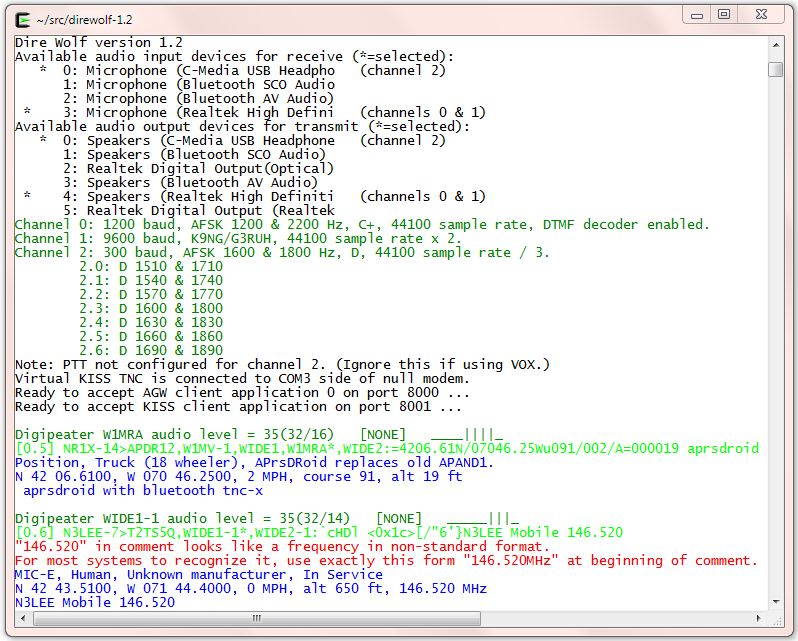 ~/src/direwolf-1.2
Dire Wolf version 1.2
Available audio input devices for receive (*=selected):
   *  0: Microphone (C-Media USB Headpho   (channel 2)
      1: Microphone (Bluetooth SCO Audio
      2: Microphone (Bluetooth AV Audio)
 *    3: Microphone (Realtek High Defini   (channels 0 & 1)
Available audio output devices for transmit (*=selected):
   *  0: Speakers (C-Media USB Headphone   (channel 2)
      1: Speakers (Bluetooth SCO Audio)
      2: Realtek Digital Output(Optical)
      3: Speakers (Bluetooth AV Audio)
 *    4: Speakers (Realtek High Definiti   (channels 0 & 1)
      5: Realtek Digital Output (Realtek
Channel 0: 1200 baud, AFSK 1200 & 2200 Hz, C+, 44100 sample rate, DTMF decoder enabled.
Channel 1: 9600 baud, K9NG/G3RUH, 44100 sample rate x 2.
Channel 2: 300 baud, AFSK 1600 & 1800 Hz, D, 44100 sample rate / 3.
        2.0: D 1510 & 1710
        2.1: D 1540 & 1740
        2.2: D 1570 & 1770
        2.3: D 1600 & 1800
        2.4: D 1630 & 1830
        2.5: D 1660 & 1860
        2.6: D 1690 & 1890
Note: PTT not configured for channel 2. (Ignore this if using VOX.)
Virtual KISS TNC is connected to COM3 side of null modem.
Ready to accept AGW client application 0 on port 8000 ...
Ready to accept KISS client application on port 8001 ...
Digipeater W1MRA audio level = 35(32/16)   [NONE]   ____||||_
[0.5] NR1X-14>APDR12,W1MV-1,WIDE1,W1MRA*,WIDE2:=4206.61N/07046.25Wu091/002/A=000019 aprsdroid
Position, Truck (18 wheeler), APrsDRoid replaces old APAND1.
N 42 06.6100, W 070 46.2500, 2 MPH, course 91, alt 19 ft
 aprsdroid with bluetooth tnc-x
Digipeater WIDE1-1 audio level = 35(32/14)   [NONE]   _____|||_
[0.6] N3LEE-7>T2TS5Q,WIDE1-1*,WIDE2-1:`cHDl <0x1c>[/"6'}N3LEE Mobile 146.520
"146.520" in comment looks like a frequency in non-standard format.
For most systems to recognize it, use exactly this form "146.520MHz" at beginning of comment.
MIC-E, Human, Unknown manufacturer, In Service
N 42 43.5100, W 071 44.4000, 0 MPH, alt 650 ft, 146.520 MHz
N3LEE Mobile 146.520